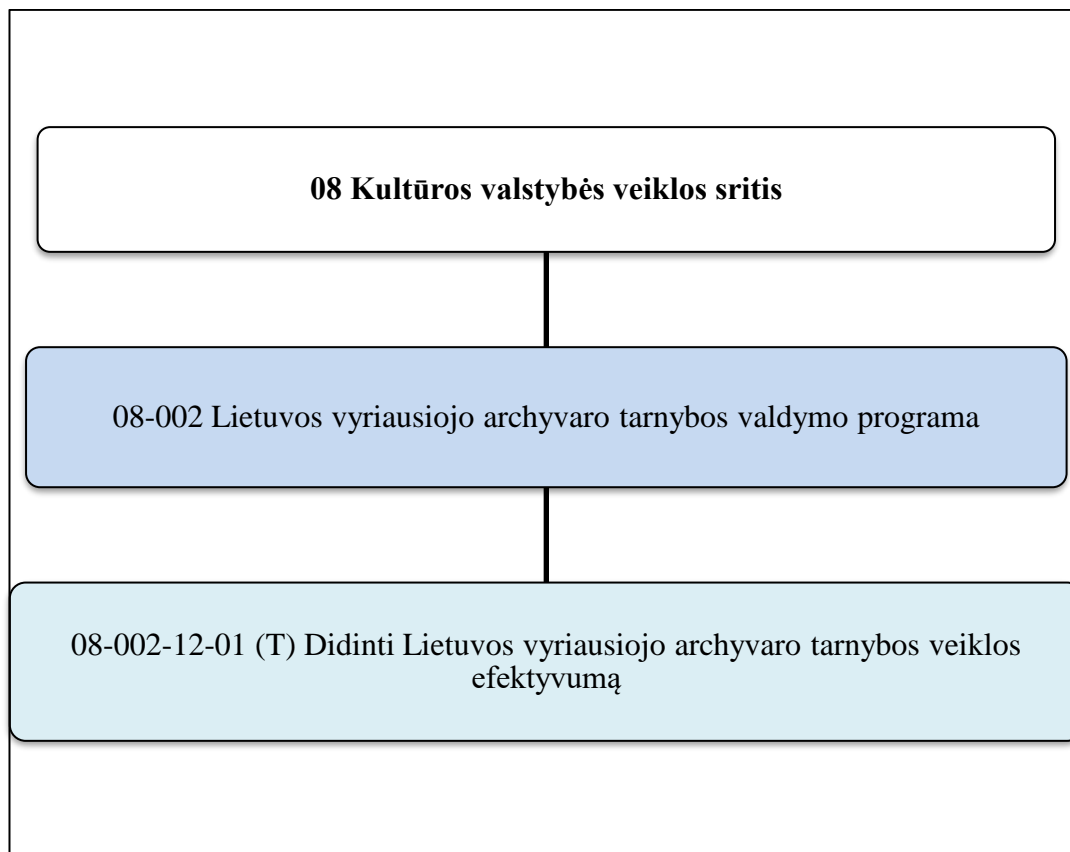 08 Kultūros valstybės veiklos sritis
08-002 Lietuvos vyriausiojo archyvaro tarnybos valdymo programa
08-002-12-01 (T) Didinti Lietuvos vyriausiojo archyvaro tarnybos veiklos
efektyvumą